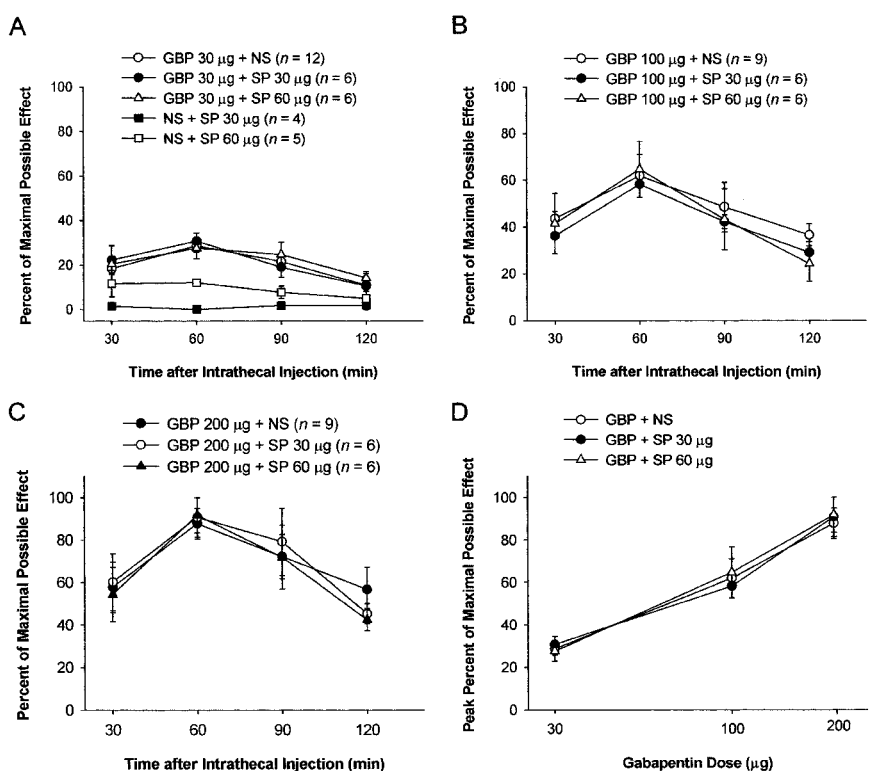 A
GBP 30 µg + NS (n = 12)
GBP 30 µg + SP 30 µg (n = 6)
GBP 30 µg + SP 60 µg (n = 6)
NS + SP 30 µg (n = 4)
NS + SP 60 µg (n = 5)
Percent of Maximal Possible Effect
100
80
60
40
20
0
30 60 90 120
Time after Intrathecal Injection (min)
B
GBP 100 µg + NS (n = 9)
GBP 100 µg + SP 30 µg (n = 6)
GBP 100 µg + SP 60 µg (n = 6)
Percent of Maximal Possible Effect
100
80
60
40
20
0
30 60 90 120
Time after Intrathecal Injection (min)
C
GBP 200 µg + NS (n = 9)
GBP 200 µg + SP 30 µg (n = 6)
GBP 200 µg + SP 60 µg (n = 6)
Percent of Maximal Possible Effect
100
80
60
40
20
0
30 60 90 120
Time after Intrathecal Injection (min)
D
GBP + NS
GBP + SP 30 µg
GBP + SP 60 µg
Peak Percent of Maximal Possible Effect
100
80
60
40
20
0
30 100 200
Gabapentin Dose (µg)